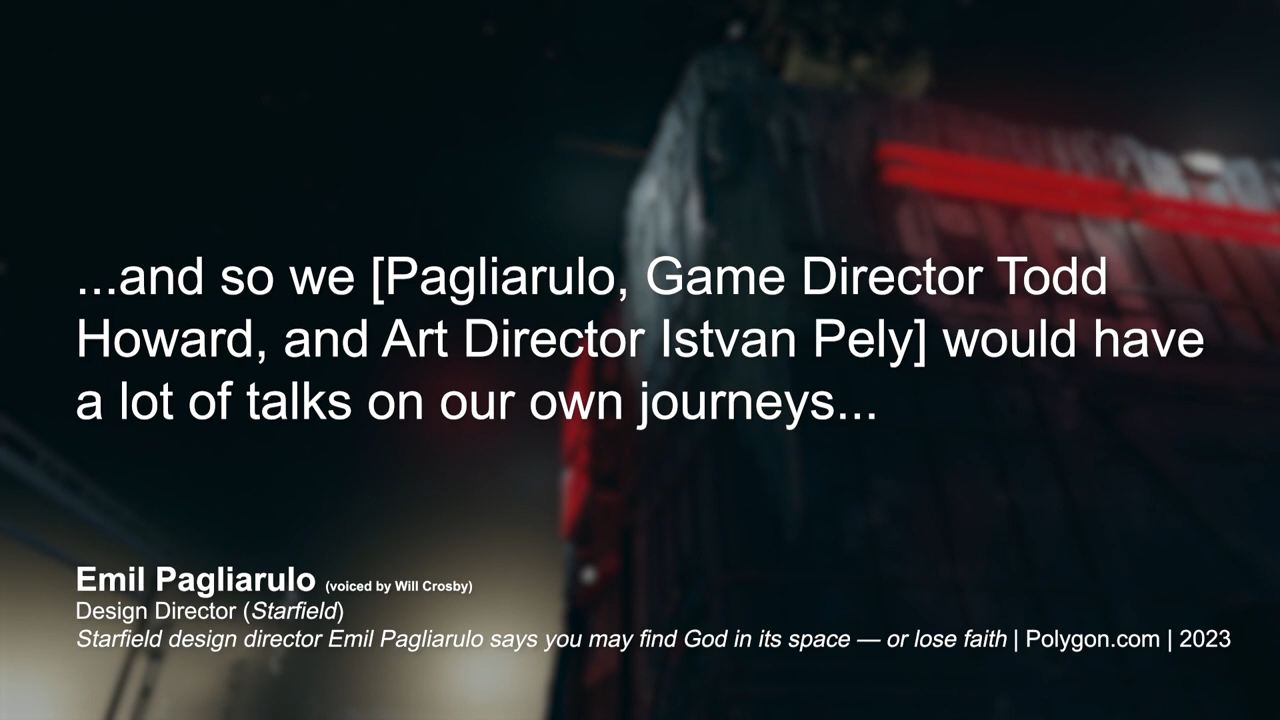 ...and so we [Pagliarulo, Game Director Todd
Howard, and Art Director Istvan Pely] would have
a lot of talks on our own journeys...
Emil Pagliarulo (voiced by Will Crosby)
Design Director (Starfield)
Starfield design director Emil Pagliarulo says you may find God in its space — or lose faith | Polygon.com | 2023